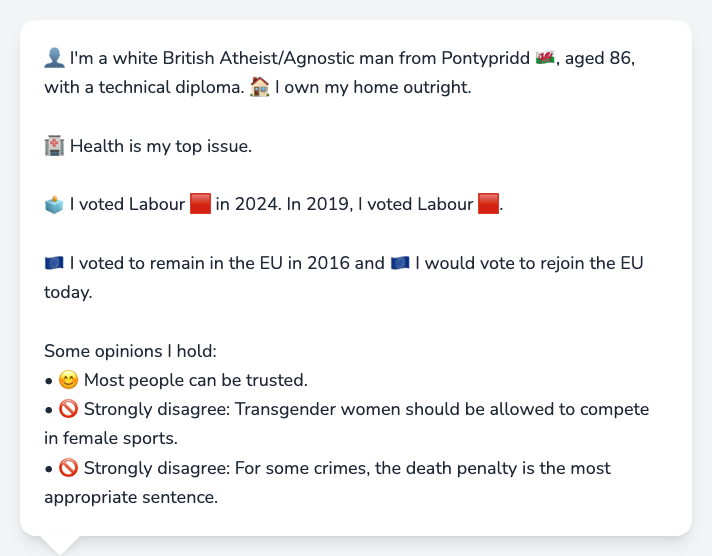 👤 I'm a white British Atheist/Agnostic man from Pontypridd 🏴󠁧󠁢󠁷󠁬󠁳󠁿, aged 86,
with a technical diploma. 🏠 I own my home outright.
🏥 Health is my top issue.
🗳️ I voted Labour 🟥 in 2024. In 2019, I voted Labour 🟥.
🇪🇺 I voted to remain in the EU in 2016 and 🇪🇺 I would vote to rejoin the EU
today.
Some opinions I hold:
• 😊 Most people can be trusted.
• 🚫 Strongly disagree: Transgender women should be allowed to compete
in female sports.
• 🚫 Strongly disagree: For some crimes, the death penalty is the most
appropriate sentence.